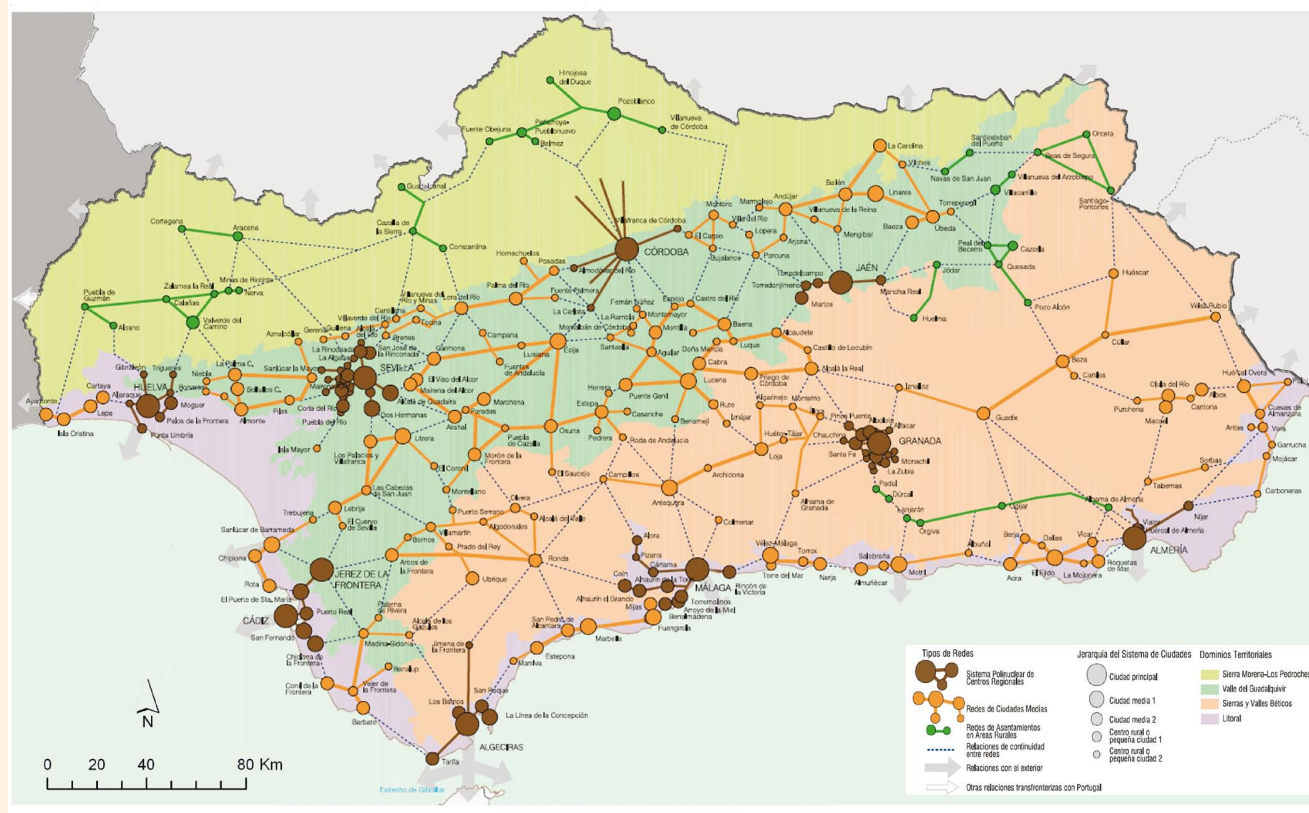 Hinojosa
del Duque
Pozoblanco
Peñarroya-
Pueblonuevo
Fuente Obejuna
Belmez
Villanueva
de Córdoba
Guadalcanal
Cazalla de
la Sierra
Constantina
Cortegana
Aracena
Minas de Riotinto
Nerva
Zalamea la Real
Calañas
Valverde del
Camino
Puebla de
Guzmán
Alosno
La Carolina
Vilches
Santisteban
del Puerto
Navas de San Juan
Orcera
Beas de Segura
Villanueva del Arzobispo
Villacarrillo
Santiago-
Pontones
Bailén
Linares
Torreperogil
Úbeda
Baeza
Andújar
Marmolejo
Villanueva de la Reina
Mengibar
Arjona
Montoro
Villa del Río
Lopera
Porcuna
El Carpio
Bujalance
Villafranca de Córdoba
CÓRDOBA
Almodóvar del Río
Posadas
Hornachuelos
Palma del Río
Fuente-Palmera
La Carlota
Lora del Río
Peal del
Becerro
Cazorla
Quesada
Pozo Alcón
Jódar
Huelma
JAÉN
Torredelcampo
Torredonjimeno
Martos
Mancha Real
Huéscar
Vélez-Rubio
Cúllar
Baza
Caniles
Fernán Núñez
La Rambla
Montemayor
Montalbán de Córdoba
Montilla
Espejo
Castro del Río
Baena
Santaella
Aguilar
Doña Mencía
Luque
Cabra
Lucena
Alcaudete
Castillo de Locubín
Alcalá la Real
Priego de
Córdoba
Rute
Iznájar
Benamejí
Puente Genil
Herrera
Estepa
Casariche
Pedrera
Roda de Andalucía
Algarinejo
Montefrío
Íllora
Pinos Puente
Huétor-Tájar
Loja
Iznalloz
Guadix
Albolote
Alfacar
Chauchina
Santa Fe
GRANADA
Monachil
La Zubia
Alhama de
Granada
Padul
Dúrcal
Lanjarón
Órgiva
Ugíjar
Alhama de Almería
Purchena
Olula del Río
Macael
Cantoria
Albox
Huércal Overa
Cuevas de
Almanzora
Antas
Vera
Garrucha
Mojácar
Sorbas
Tabernas
Carboneras
Níjar
Viator
Huércal de Almería
ALMERÍA
Albuñol
Berja
Dalías
Vícar
Adra
El Ejido
La Mojonera
Roquetas
de Mar
Motril
Salobreña
Almuñécar
Nerja
Torrox
Torre del Mar
Vélez-Málaga
Colmenar
Archidona
Antequera
Campillos
El Saucejo
Osuna
Écija
Luisiana
Campana
Fuentes
de Andalucía
Carmona
El Viso del Alcor
Mairena del Alcor
Marchena
Paradas
Arahal
Puebla
de Cazalla
Morón de la
Frontera
El Coronil
Montellano
Utrera
Los Palacios y
Villafranca
Las Cabezas
de San Juan
Lebrija
El Cuervo
de Sevilla
Trebujena
Isla Mayor
Villanueva del
Río y Minas
Cantillana
Tocina
Brenes
Villaverde del Río
Alcalá
del Río
Guillena
Gerena
Aznalcóllar
La Rinconada
San José de
la Rinconada
La Algaba
SEVILLA
Sanlúcar la Mayor
Alcalá de Guadaíra
Dos Hermanas
Coria del Río
Puebla del Río
Pilas
Almonte
Bollullos C.
La Palma C.
Niebla
Bonares
Trigueros
Gibraleón
HUELVA
Moguer
Palos de la Frontera
Punta Umbría
Aljaraque
Cartaya
Lepe
Ayamonte
Isla Cristina
Sanlúcar de Barrameda
Chipiona
Rota
El Puerto de Sta. María
JEREZ DE LA
FRONTERA
CÁDIZ
Puerto Real
San Fernando
Chiclana de
la Frontera
Conil de la
Frontera
Vejer de
la Frontera
Barbate
Medina-Sidonia
Paterna
de Rivera
Alcalá de los
Gazules
Benalup
Arcos de
la Frontera
Bornos
Villamartín
Prado del Rey
Puerto Serrano
Algodonales
Olvera
Alcalá del Valle
Ronda
Ubrique
Jimena de
la Frontera
San Roque
Los Barrios
La Línea de la Concepción
ALGECIRAS
Tarifa
Manilva
Estepona
San Pedro de
Alcántara
Marbella
Fuengirola
Mijas
Benalmádena
Arroyo de la Miel
Torremolinos
MÁLAGA
Rincón de
la Victoria
Alora
Pizarra
Cártama
Coín
Alhaurín de la Torre
Alhaurín el Grande
Estrecho de Gibraltar
N
0 20 40 80 Km
Tipos de Redes
Sistema Polinuclear de
Centros Regionales
Redes de Ciudades Medias
Redes de Asentamientos
en Areas Rurales
Relaciones de continuidad
entre redes
Relaciones con el exterior
Otras relaciones transfronterizas con Portugal
Jerarquía del Sistema de Ciudades
Ciudad principal
Ciudad media 1
Ciudad media 2
Centro rural o
pequeña ciudad 1
Centro rural o
pequeña ciudad 2
Dominios Territoriales
Sierra Morena-Los Pedroches
Valle del Guadalquivir
Sierras y Valles Béticos
Litoral